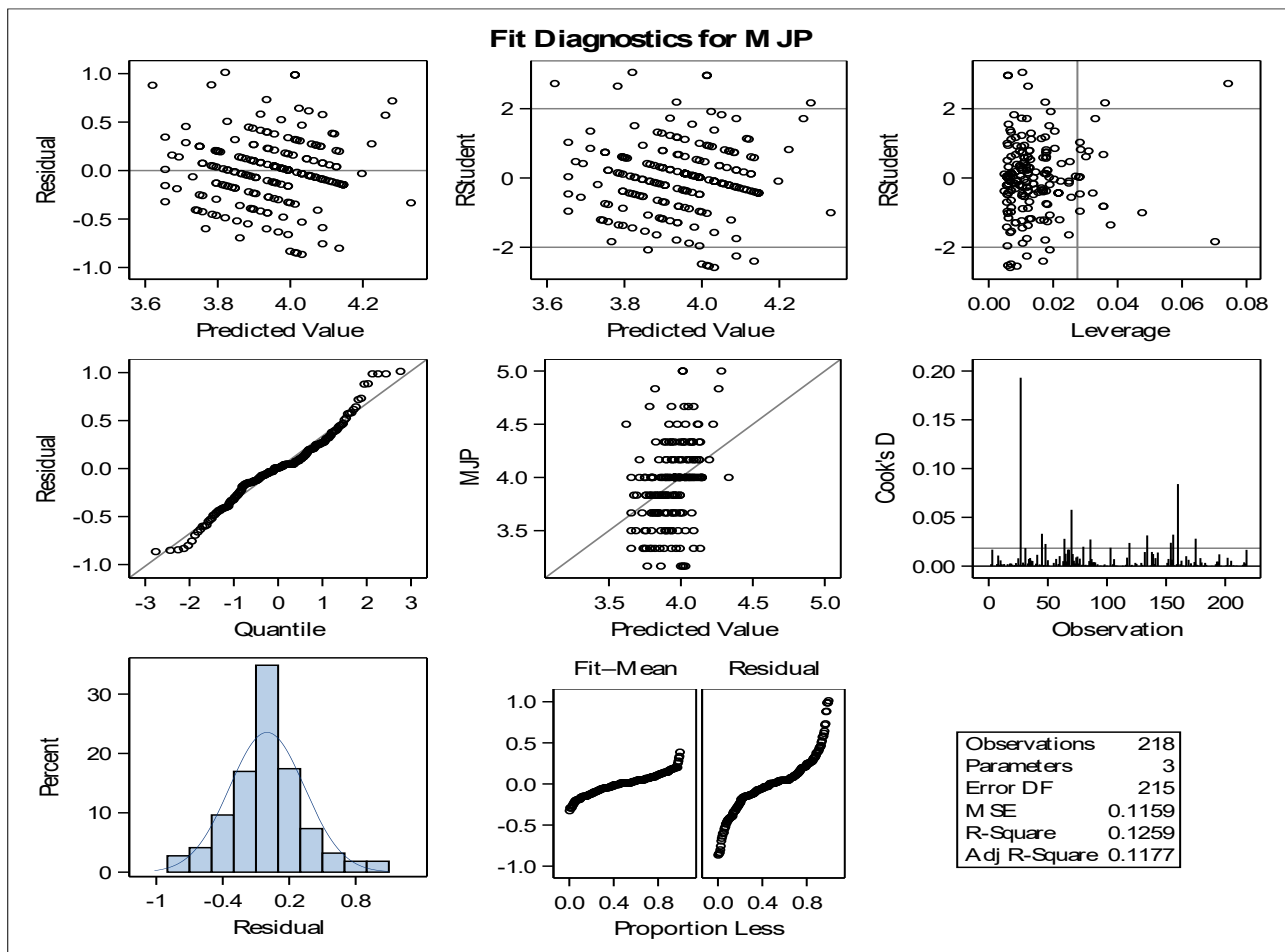 Fit Diagnostics for MJP
1.0
0.5
0.0
-0.5
-1.0
Residual
3.6 3.8 4.0 4.2
Predicted Value
2
0
-2
RStudent
3.6 3.8 4.0 4.2
Predicted Value
2
0
-2
RStudent
0.00 0.02 0.04 0.06 0.08
Leverage
1.0
0.5
0.0
-0.5
-1.0
Residual
-3 -2 -1 0 1 2 3
Quantile
5.0
4.5
4.0
3.5
MJP
3.5 4.0 4.5 5.0
Predicted Value
0.20
0.15
0.10
0.05
0.00
Cook's D
0 50 100 150 200
Observation
30
20
10
0
Percent
-1 -0.4 0.2 0.8
Residual
Fit–Mean Residual
1.0
0.5
0.0
-0.5
-1.0
0.0 0.4 0.8 0.0 0.4 0.8
Proportion Less
Observations 218
Parameters 3
Error DF 215
MSE 0.1159
R-Square 0.1259
Adj R-Square 0.1177